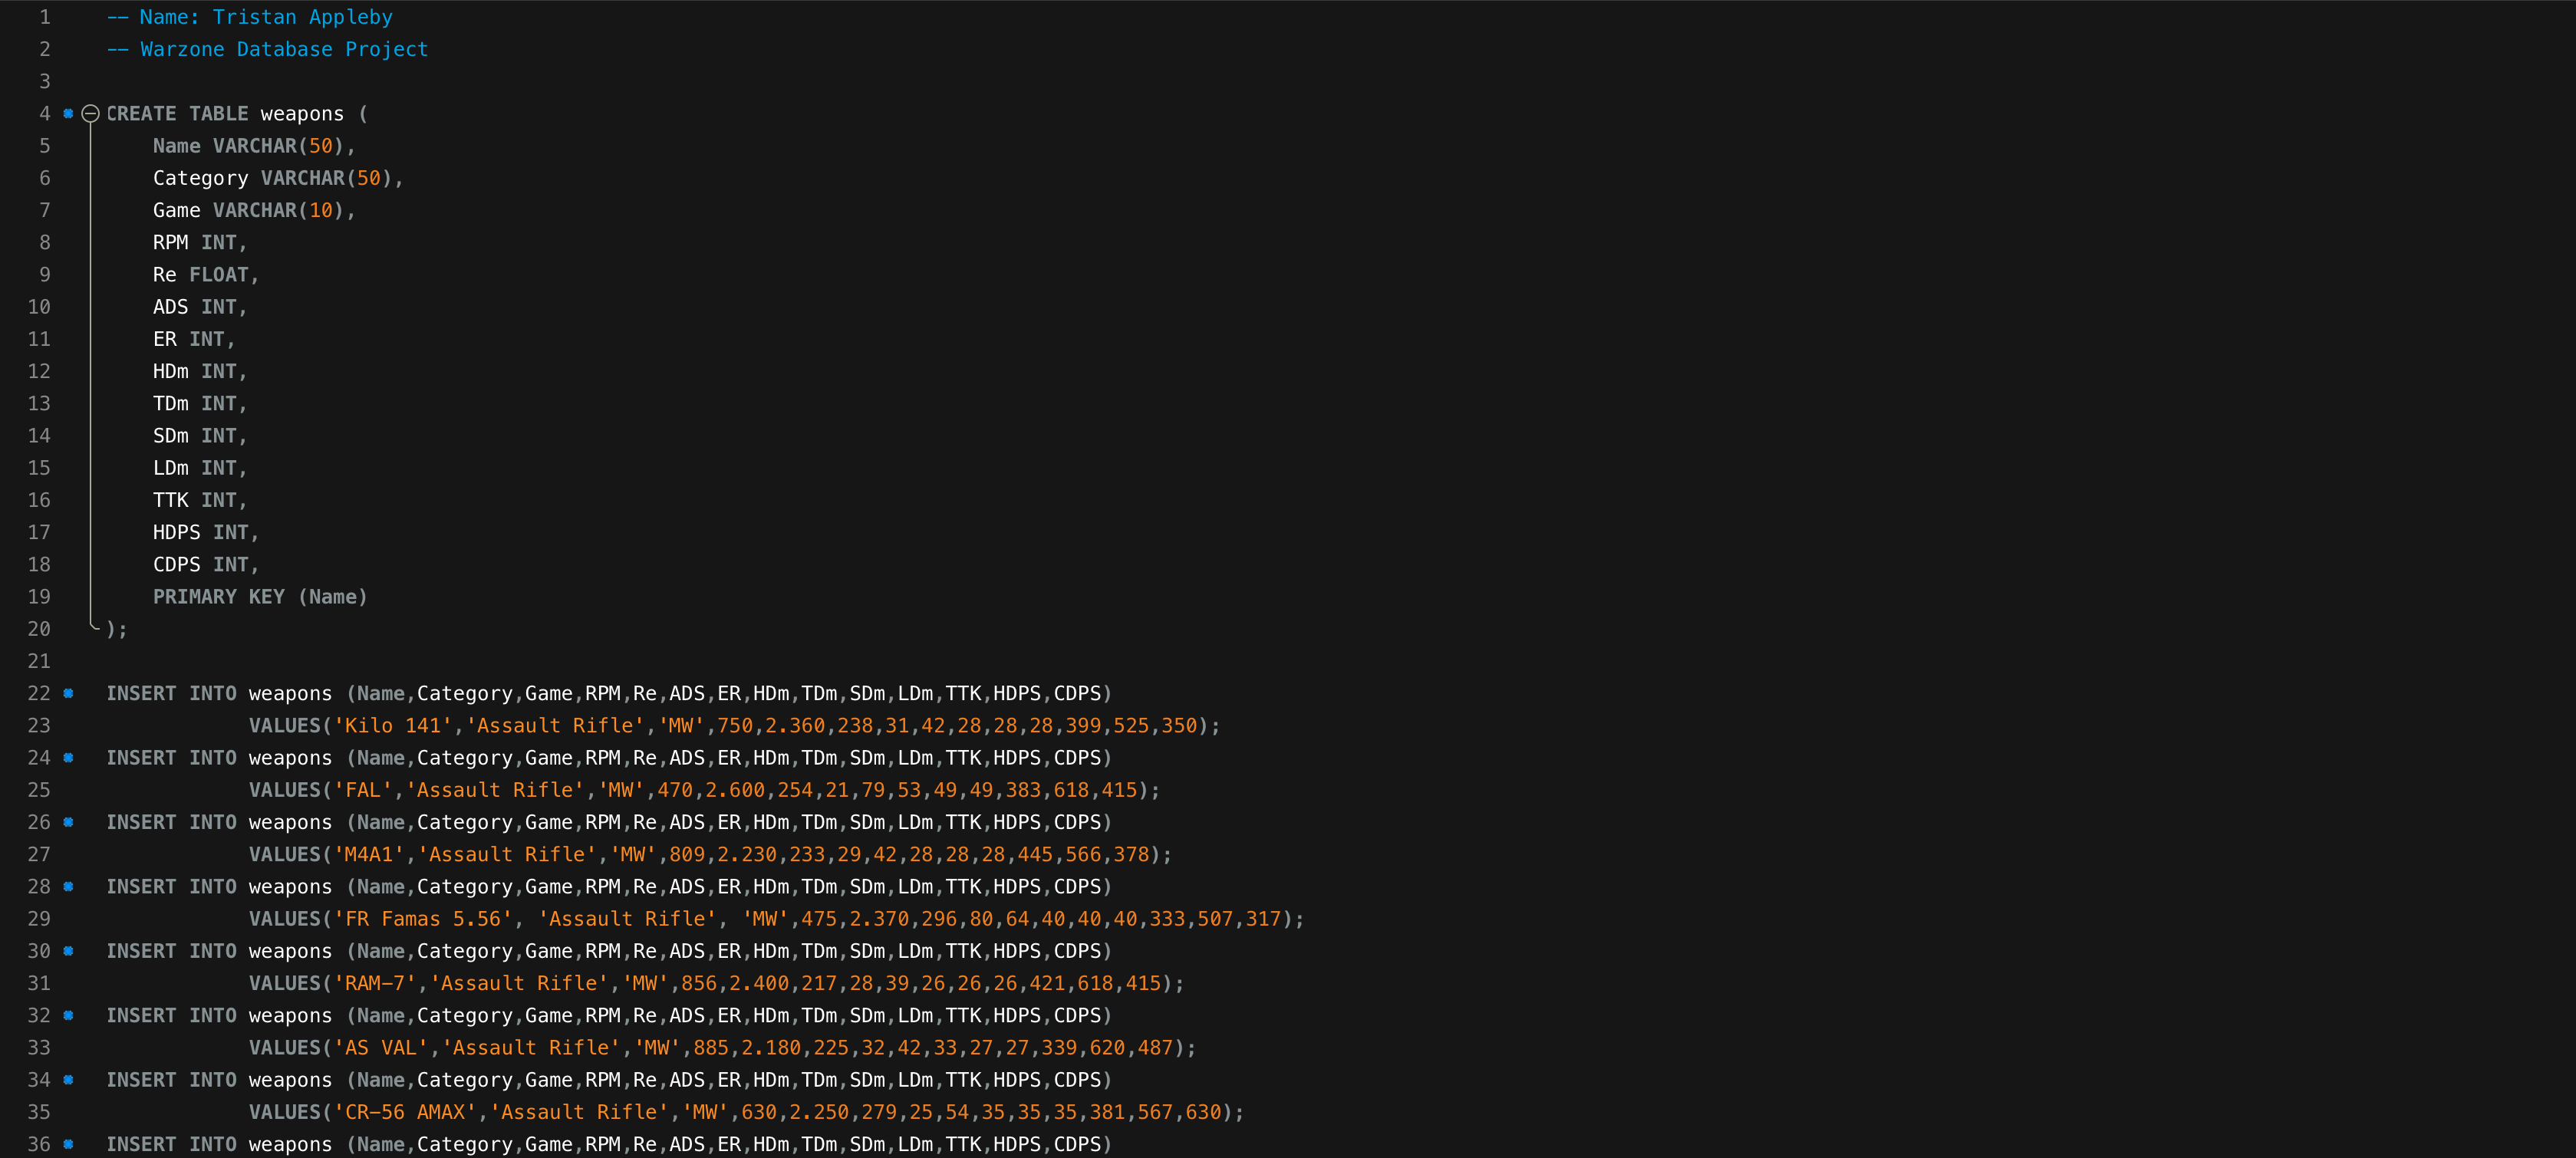 1 -- Name: Tristan Appleby
2 -- Warzone Database Project
3
4 CREATE TABLE weapons (
5 Name VARCHAR(50),
6 Category VARCHAR(50),
7 Game VARCHAR(10),
8 RPM INT,
9 Re FLOAT,
10 ADS INT,
11 ER INT,
12 HDm INT,
13 TDm INT,
14 SDm INT,
15 LDm INT,
16 TTK INT,
17 HDPS INT,
18 CDPS INT,
19 PRIMARY KEY (Name)
20 );
21
22 INSERT INTO weapons (Name,Category,Game,RPM,Re,ADS,ER,HDm,TDm,SDm,LDm,TTK,HDPS,CDPS)
23 VALUES('Kilo 141','Assault Rifle','MW',750,2.360,238,31,42,28,28,28,399,525,350);
24 INSERT INTO weapons (Name,Category,Game,RPM,Re,ADS,ER,HDm,TDm,SDm,LDm,TTK,HDPS,CDPS)
25 VALUES('FAL','Assault Rifle','MW',470,2.600,254,21,79,53,49,49,383,618,415);
26 INSERT INTO weapons (Name,Category,Game,RPM,Re,ADS,ER,HDm,TDm,SDm,LDm,TTK,HDPS,CDPS)
27 VALUES('M4A1','Assault Rifle','MW',809,2.230,233,29,42,28,28,28,445,566,378);
28 INSERT INTO weapons (Name,Category,Game,RPM,Re,ADS,ER,HDm,TDm,SDm,LDm,TTK,HDPS,CDPS)
29 VALUES('FR Famas 5.56', 'Assault Rifle', 'MW',475,2.370,296,80,64,40,40,40,333,507,317);
30 INSERT INTO weapons (Name,Category,Game,RPM,Re,ADS,ER,HDm,TDm,SDm,LDm,TTK,HDPS,CDPS)
31 VALUES('RAM-7','Assault Rifle','MW',856,2.400,217,28,39,26,26,26,421,618,415);
32 INSERT INTO weapons (Name,Category,Game,RPM,Re,ADS,ER,HDm,TDm,SDm,LDm,TTK,HDPS,CDPS)
33 VALUES('AS VAL','Assault Rifle','MW',885,2.180,225,32,42,33,27,27,339,620,487);
34 INSERT INTO weapons (Name,Category,Game,RPM,Re,ADS,ER,HDm,TDm,SDm,LDm,TTK,HDPS,CDPS)
35 VALUES('CR-56 AMAX','Assault Rifle','MW',630,2.250,279,25,54,35,35,35,381,567,630);
36 INSERT INTO weapons (Name,Category,Game,RPM,Re,ADS,ER,HDm,TDm,SDm,LDm,TTK,HDPS,CDPS)